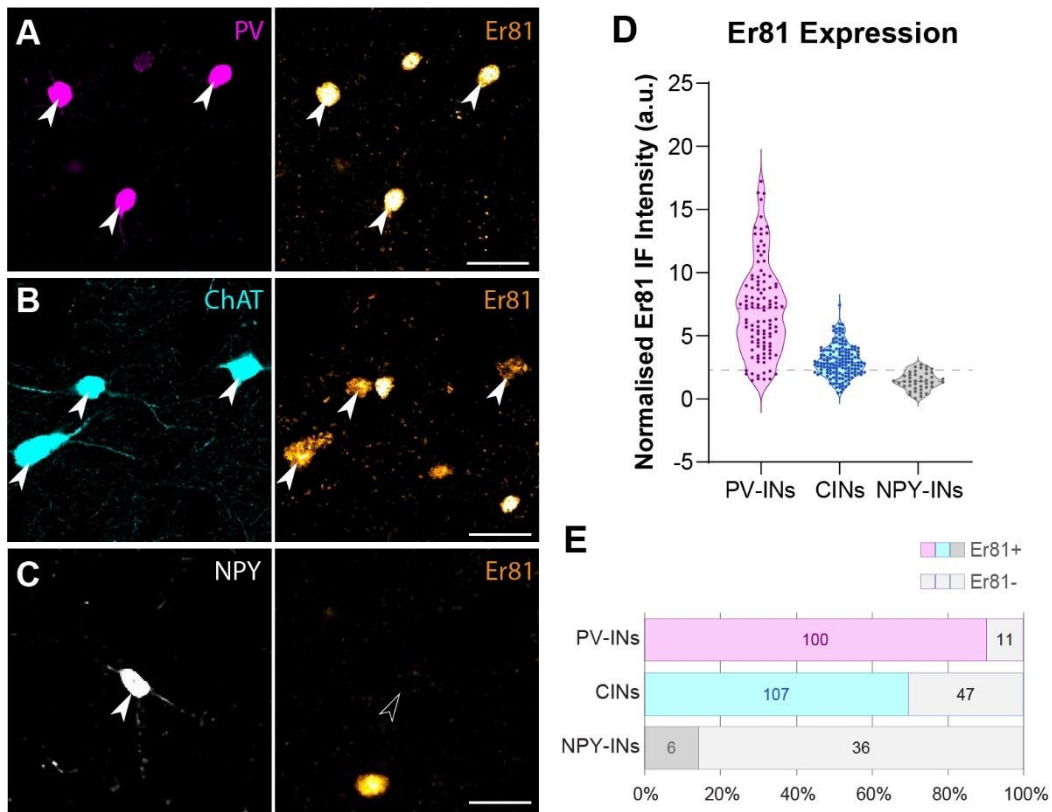 A
PV
Er81
B
ChAT
Er81
C
NPY
Er81
D
Er81 Expression
Normalised Er81 IF Intensity (a.u.)
25
20
15
10
5
0
-5
PV-INs CINs NPY-INs
E
Er81+
Er81-
PV-INs 100 11
CINs 107 47
NPY-INs 6 36
0% 20% 40% 60% 80% 100%